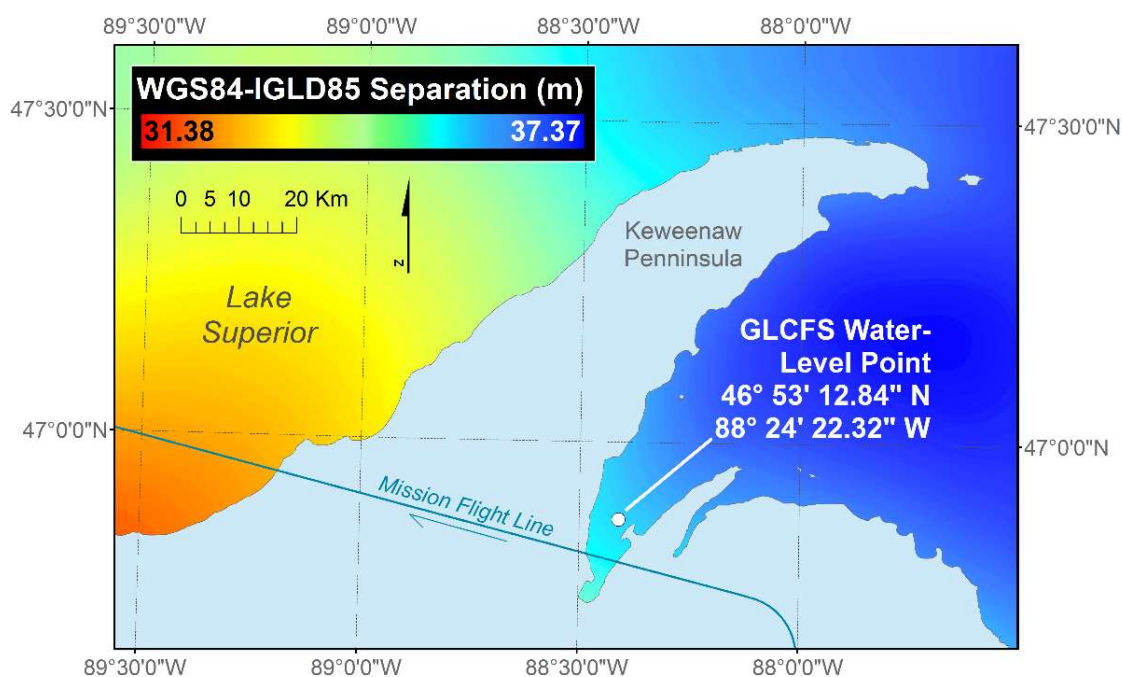 89°30'0"W 89°0'0"W 88°30'0"W 88°0'0"W
47°30'0"N
WGS84-IGLD85 Separation (m)
31.38 37.37
47°30'0"N
0 5 10 20 Km
z
Keweenaw
Penninsula
Lake
Superior
GLCFS Water-
Level Point
46° 53' 12.84" N
88° 24' 22.32" W
47°0'0"N
47°0'0"N
Mission Flight Line
89°30'0"W 89°0'0"W 88°30'0"W 88°0'0"W